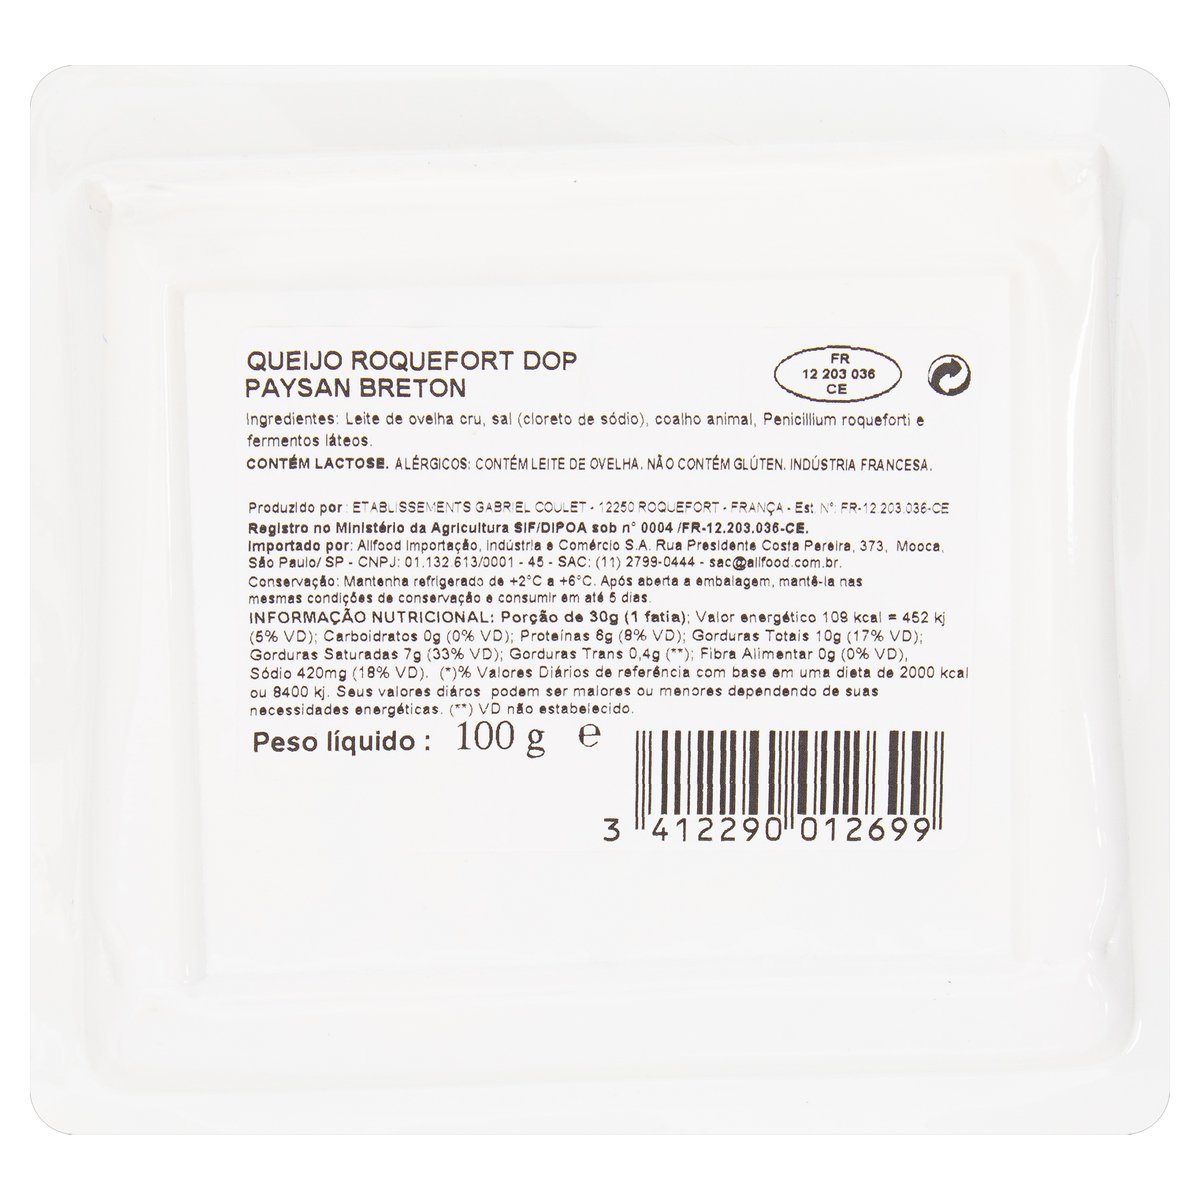 QUEIJO ROQUEFORT DOP
PAYSAN BRETON
FR
12 203 036
CE
Ingredientes: Leite de ovelha cru, sal (cloreto de sódio), coalho animal, Penicillium roqueforti e
fermentos láteos.
CONTÉM LACTOSE. ALÉRGICOS: CONTÉM LEITE DE OVELHA. NÃO CONTÉM GLÚTEN. INDÚSTRIA FRANCESA.
Produzido por : ETABLISSEMENTS GABRIEL COULET - 12250 ROQUEFORT - FRANÇA - Est. N°: FR-12.203.036-CE
Registro no Ministério da Agricultura SIF/DIPOA sob n° 0004 /FR-12.203.036-CE.
Importado por: Allfood Importação, Indústria e Comércio S.A. Rua Presidente Costa Pereira, 373, Mooca,
São Paulo/ SP - CNPJ: 01.132.613/0001 - 45 - SAC: (11) 2799-0444 - sac@allfood.com.br.
Conservação: Mantenha refrigerado de +2°C a +6°C. Após aberta a embalagem, mantê-la nas
mesmas condições de conservação e consumir em até 5 dias.
INFORMAÇÃO NUTRICIONAL: Porção de 30g (1 fatia); Valor energético 109 kcal = 452 kj
(5% VD); Carboidratos 0g (0% VD); Proteínas 6g (8% VD); Gorduras Totais 10g (17% VD);
Gorduras Saturadas 7g (33% VD); Gorduras Trans 0,4g (**); Fibra Alimentar 0g (0% VD),
Sódio 420mg (18% VD). (*)% Valores Diários de referência com base em uma dieta de 2000 kcal
ou 8400 kj. Seus valores diáros podem ser maiores ou menores dependendo de suas
necessidades energéticas. (**) VD não estabelecido.
Peso líquido : 100 g e
3 412290 012699